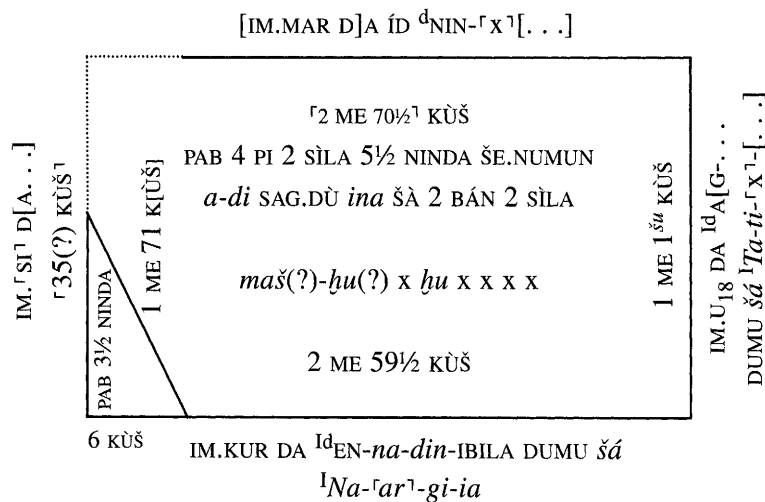 [IM.MAR D]A ÍD ᵈNIN-⸢X⸣[. . .]
⸢2 ME 70½⸣ KÙŠ
PAB 4 PI 2 SÌLA 5½ NINDA ŠE.NUMUN
a-di SAG.DÙ ina ŠÀ 2 BÁN 2 SÌLA
maš(?)-ḫu(?) x ḫu x x x x
2 ME 59½ KÙŠ
IM.⸢SI⸣ D[A. . .]
⸢35(?) KÙŠ⸣
1 ME 71 K[ÙŠ]
PAB 3½ NINDA
1 ME 1šu KÙŠ
IM.U₁₈ DA ᴵᵈA[G-. . .
DUMU šá ᴵTa-ti-⸢X⸣-[. . .]
6 KÙŠ
IM.KUR DA ᴵᵈEN-na-din-IBILA DUMU šá
ᴵNa-⸢ar⸣-gi-ia